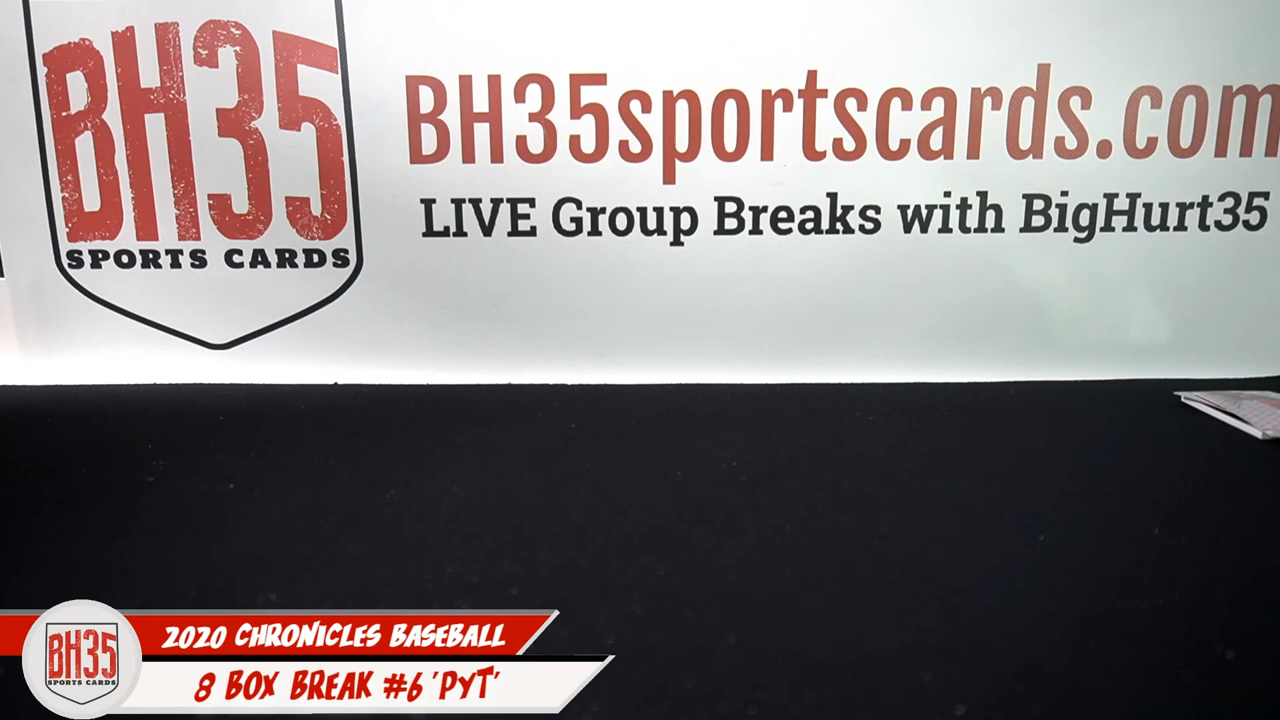 BH35
SPORTS CARDS
BH35sportscards.com
LIVE Group Breaks with BigHurt35
2020 CHRONICLES BASEBALL
8 BOX BREAK #6 'PYT'
BH35
SPORTS CARDS